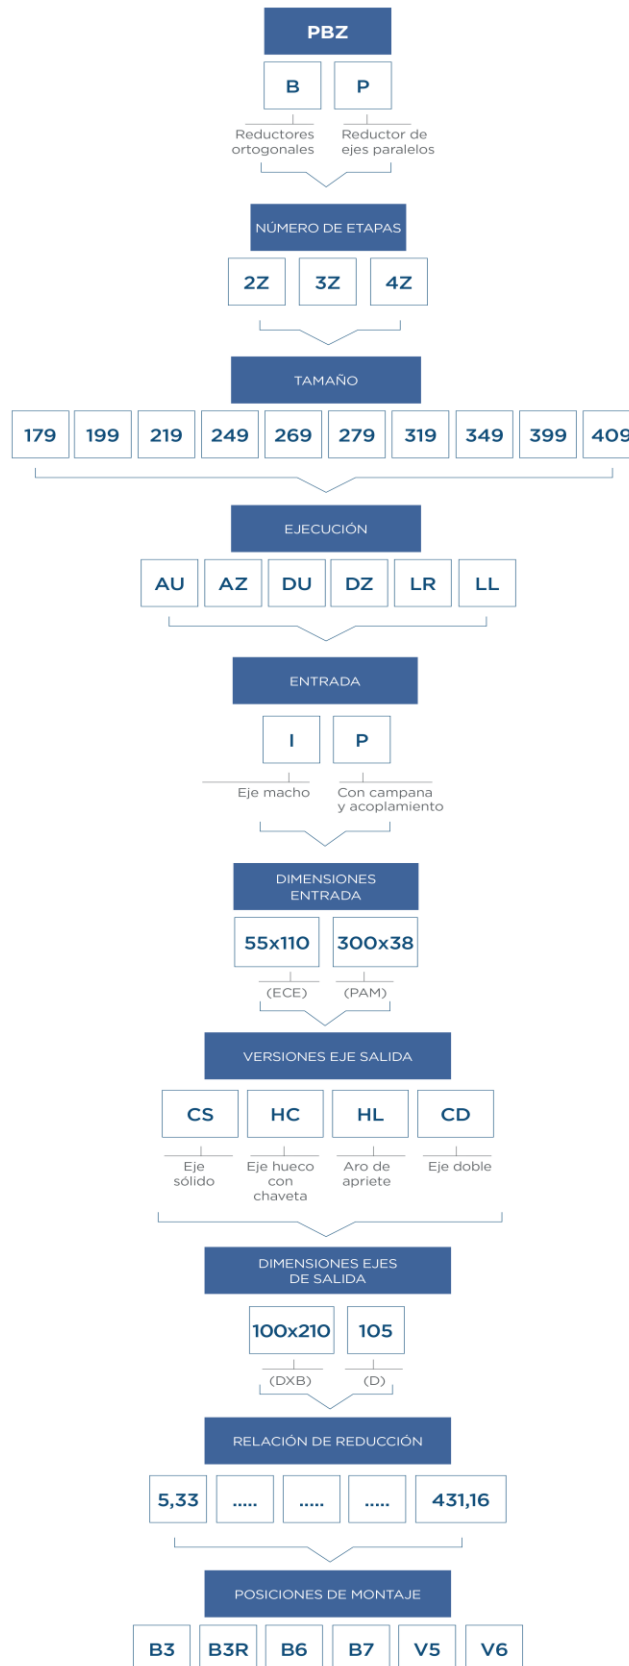 PBZ
B P
Reductores Reductor de
ortogonales ejes paralelos
NÚMERO DE ETAPAS
2Z 3Z 4Z
TAMAÑO
179 199 219 249 269 279 319 349 399 409
EJECUCIÓN
AU AZ DU DZ LR LL
ENTRADA
I P
Eje macho Con campana
y acoplamiento
DIMENSIONES
ENTRADA
55x110 300x38
(ECE) (PAM)
VERSIONES EJE SALIDA
CS HC HL CD
Eje Eje hueco Aro de Eje doble
sólido con apriete
chaveta
DIMENSIONES EJES
DE SALIDA
100x210 105
(DXB) (D)
RELACIÓN DE REDUCCIÓN
5,33 ..... ..... ..... 431,16
POSICIONES DE MONTAJE
B3 B3R B6 B7 V5 V6